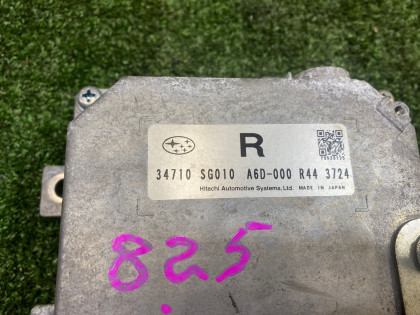 R
34710 SG010 A6D-000 R44 3724
Hitachi Automotive Systems, Ltd. MADE IN JAPAN
825